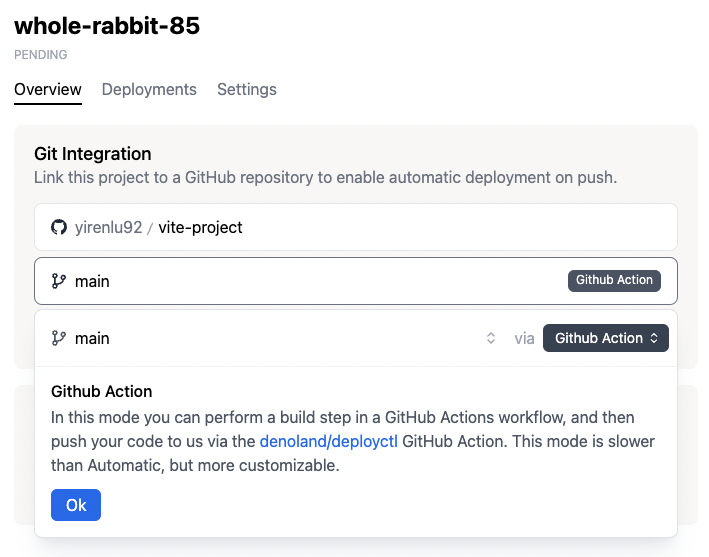 whole-rabbit-85
PENDING
Overview Deployments Settings
Git Integration
Link this project to a GitHub repository to enable automatic deployment on push.
yirenlu92 / vite-project
main Github Action
main via Github Action
Github Action
In this mode you can perform a build step in a GitHub Actions workflow, and then
push your code to us via the denoland/deployctl GitHub Action. This mode is slower
than Automatic, but more customizable.
Ok